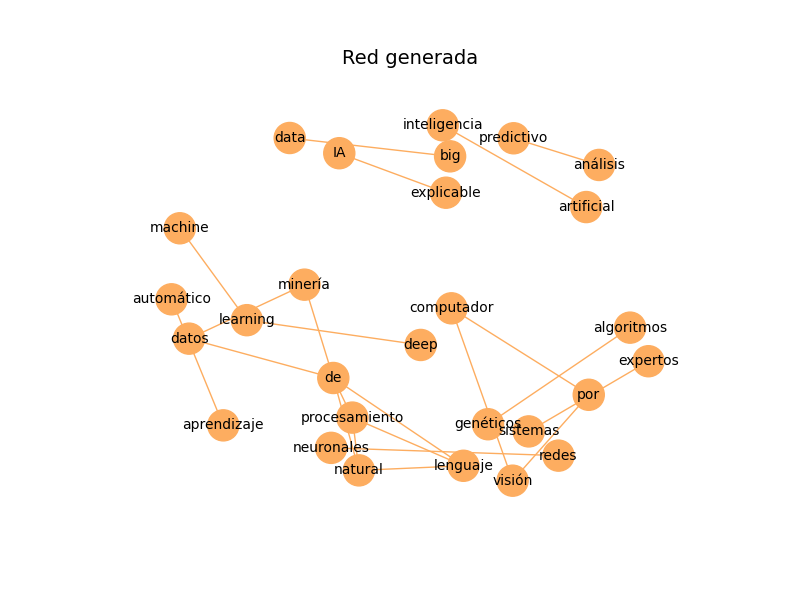 Red generada
inteligencia
data
predictivo
IA
big
análisis
explicable
artificial
machine
minería
automático
computador
learning
algoritmos
datos
deep
expertos
de
por
procesamiento
genéticos
aprendizaje
sistemas
neuronales
redes
lenguaje
natural
visión